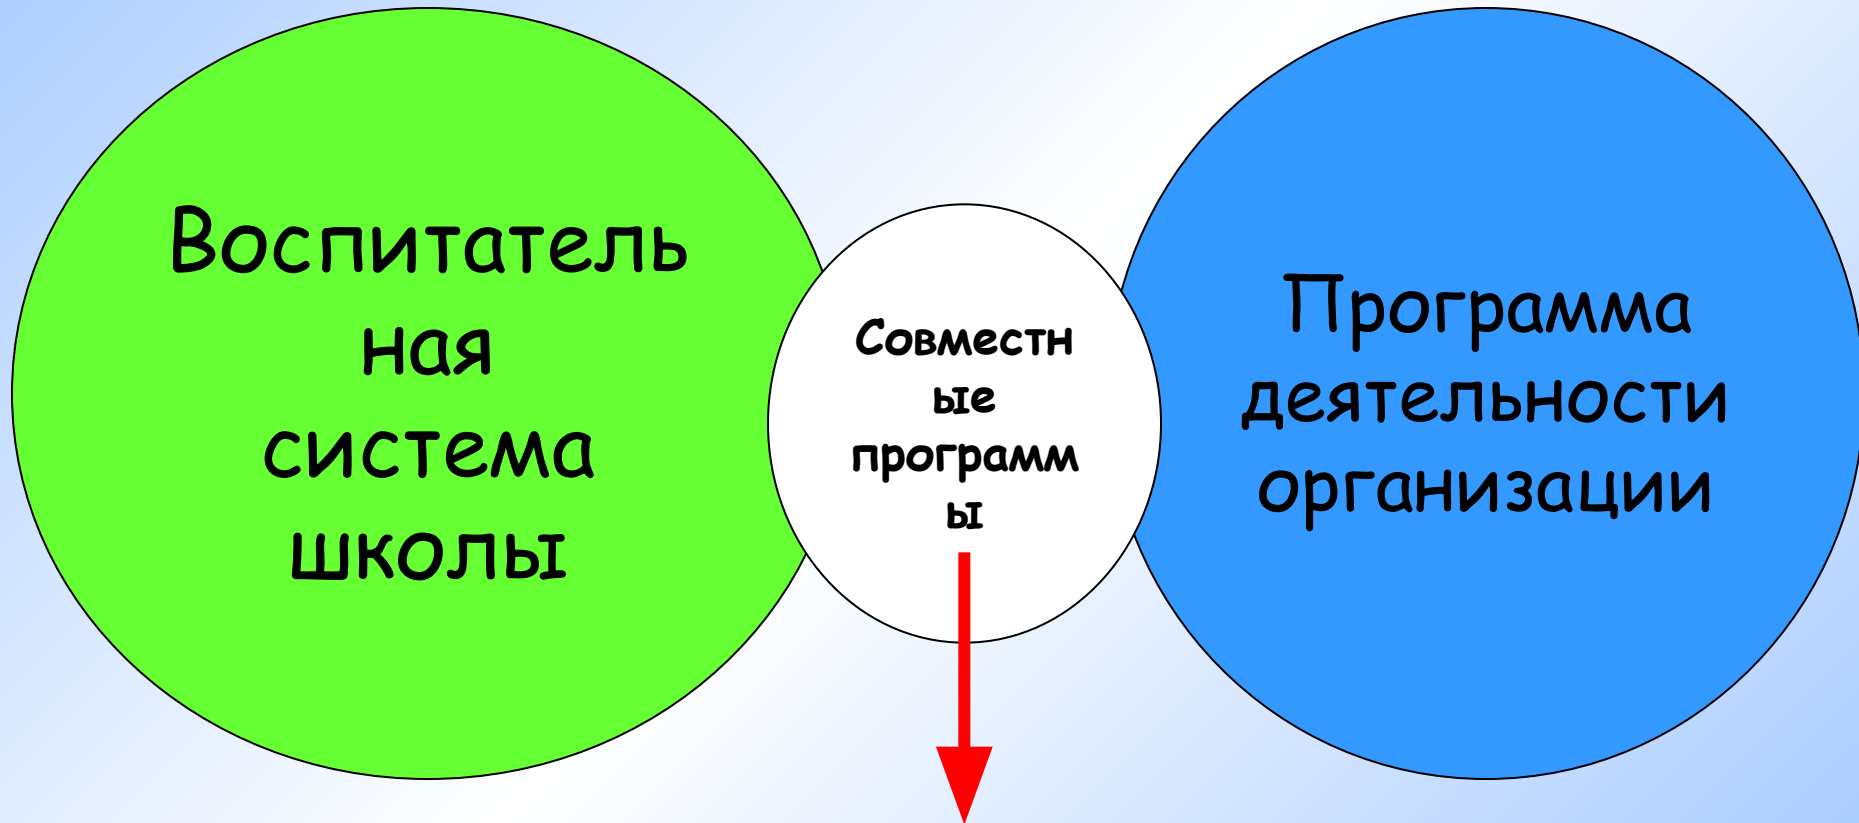 Воспитатель
ная
система
школы
Совместн
ые
программ
ы
Программа
деятельности
организации